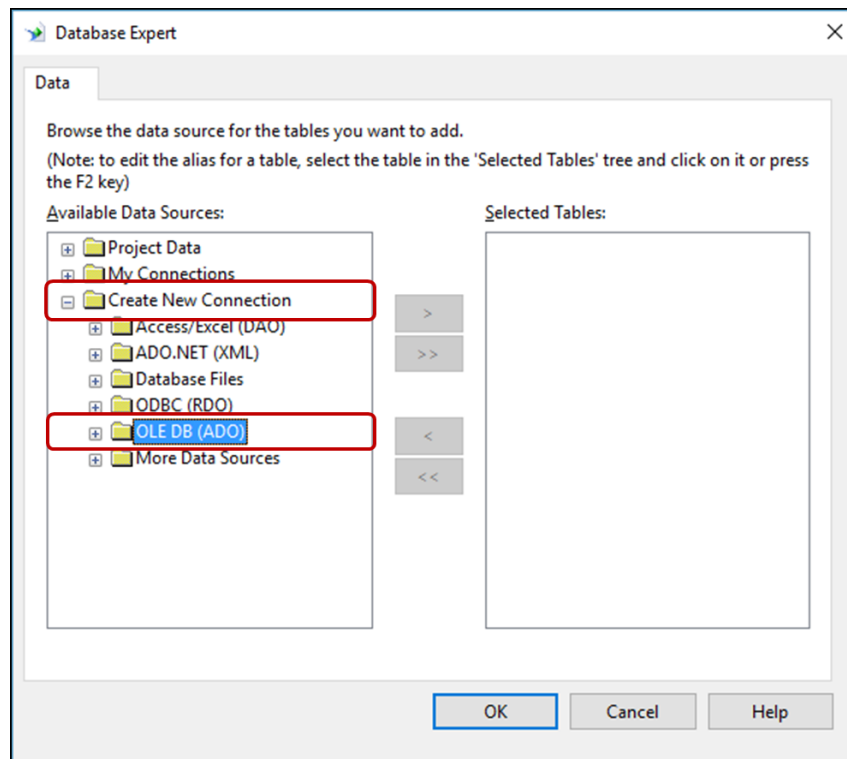 Database Expert
Data
Browse the data source for the tables you want to add.
(Note: to edit the alias for a table, select the table in the 'Selected Tables' tree and click on it or press
the F2 key)
Available Data Sources:
Selected Tables:
Project Data
My Connections
Create New Connection
Access/Excel (DAO)
ADO.NET (XML)
Database Files
ODBC (RDO)
OLE DB (ADO)
More Data Sources
>
>>
<
<<
OK
Cancel
Help